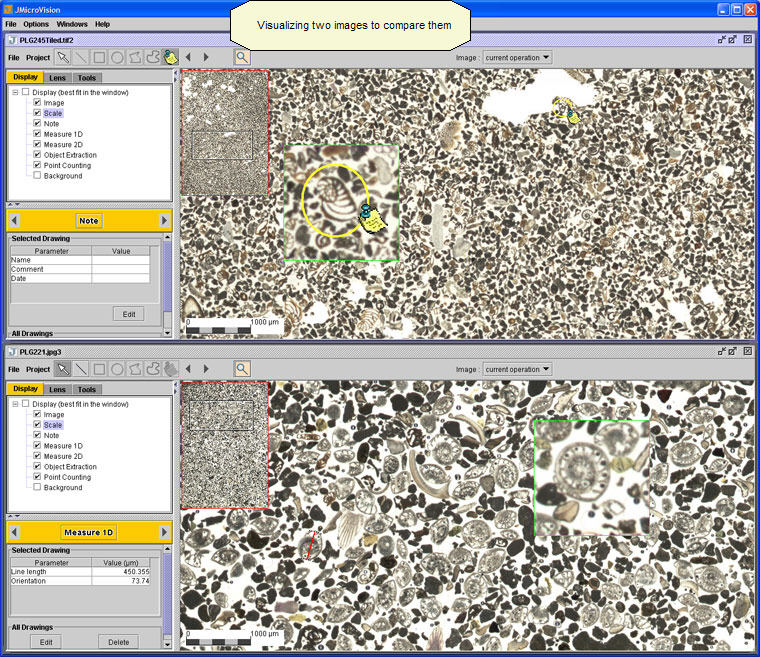 JMicroVision
Visualizing two images to compare them
File Options Windows Help
PLG245Tiled.tif2
File Project
Image : current operation
Display Lens Tools
Display (best fit in the window)
Image
Scale
Note
Measure 1D
Measure 2D
Object Extraction
Point Counting
Background
Note
Selected Drawing
Parameter Value
Name
Comment
Date
Edit
All Drawings
1000 µm
PLG221.jpg3
File Project
Image : current operation
Display Lens Tools
Display (best fit in the window)
Image
Scale
Note
Measure 1D
Measure 2D
Object Extraction
Point Counting
Background
Measure 1D
Selected Drawing
Parameter Value (µm)
Line length 450.355
Orientation 73.74
All Drawings
Edit Delete
0 1000 µm